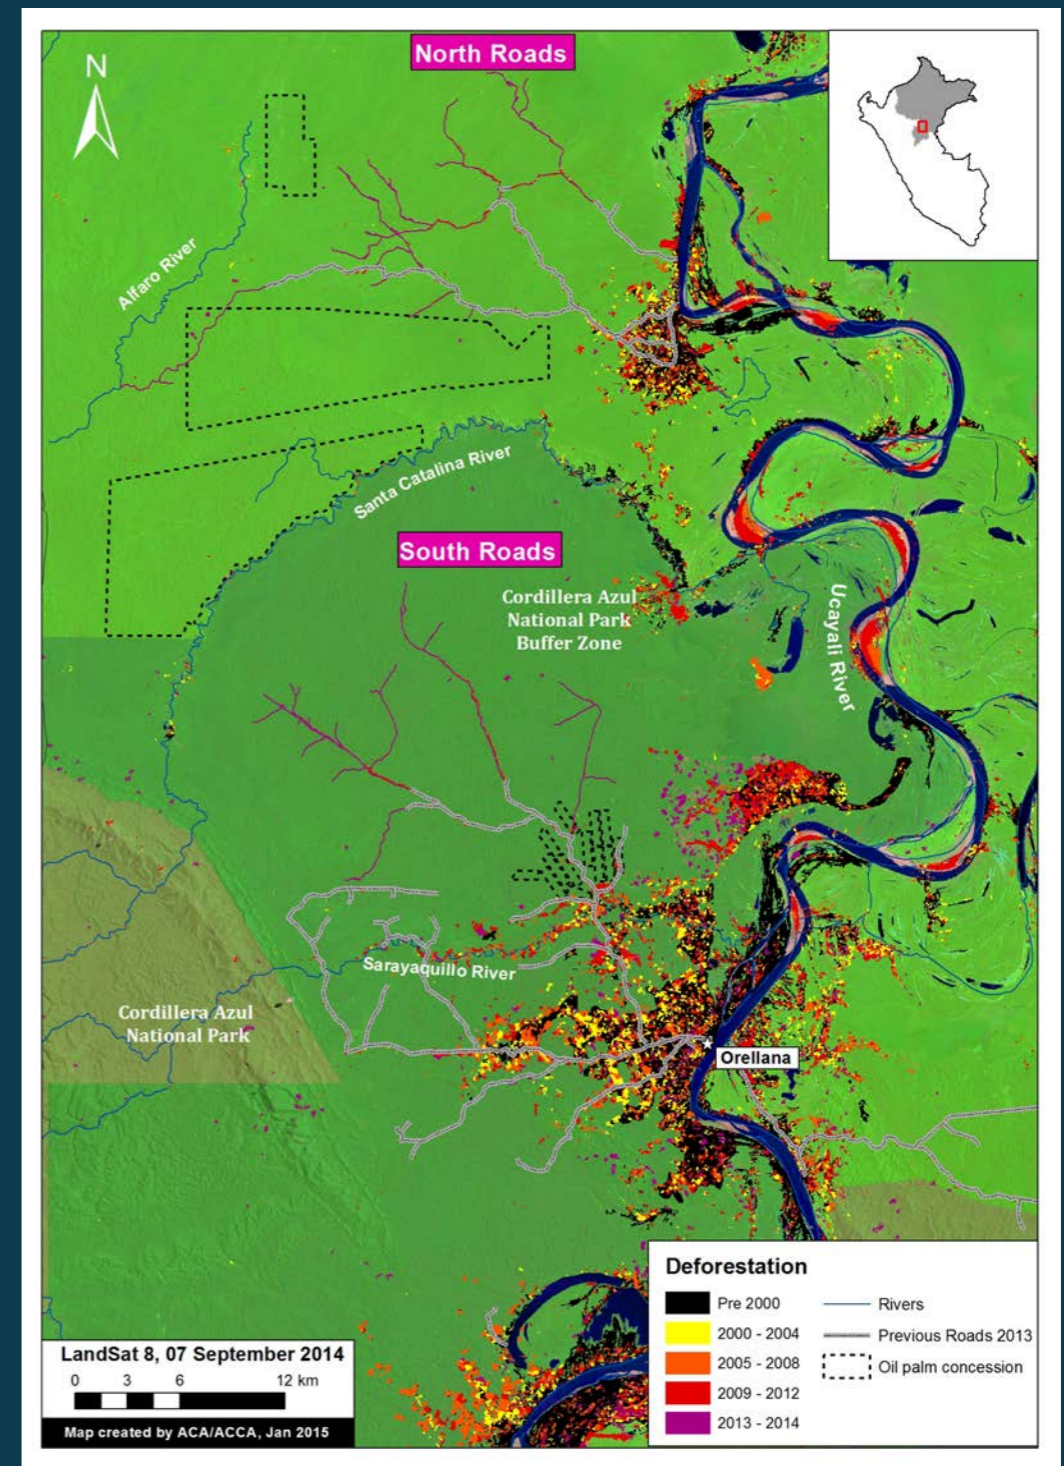 North Roads
N
Alfaro River
Santa Catalina River
South Roads
Cordillera Azul
National Park
Buffer Zone
Ucayali River
Sarayaquillo River
Cordillera Azul
National Park
Orellana
Deforestation
Pre 2000
2000 - 2004
2005 - 2008
2009 - 2012
2013 - 2014
Rivers
Previous Roads 2013
Oil palm concession
LandSat 8, 07 September 2014
0 3 6 12 km
Map created by ACA/ACCA, Jan 2015